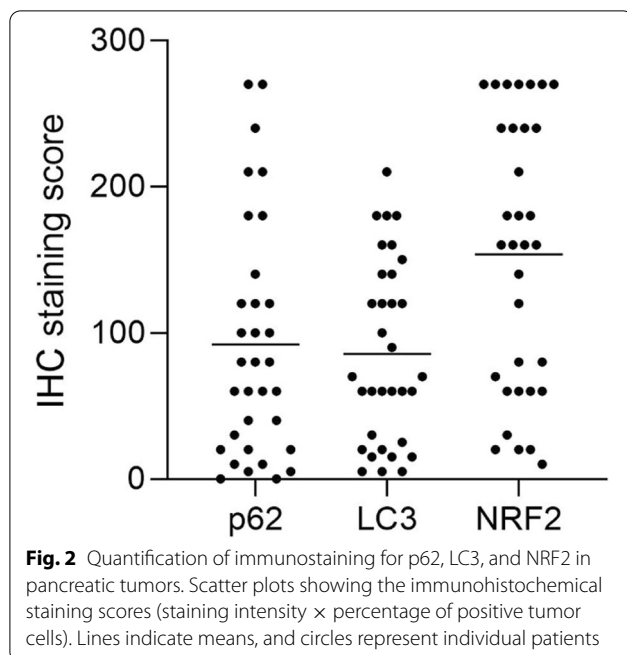 300
200
100
0
IHC staining score
p62 LC3 NRF2
Fig. 2 Quantification of immunostaining for p62, LC3, and NRF2 in
pancreatic tumors. Scatter plots showing the immunohistochemical
staining scores (staining intensity × percentage of positive tumor
cells). Lines indicate means, and circles represent individual patients